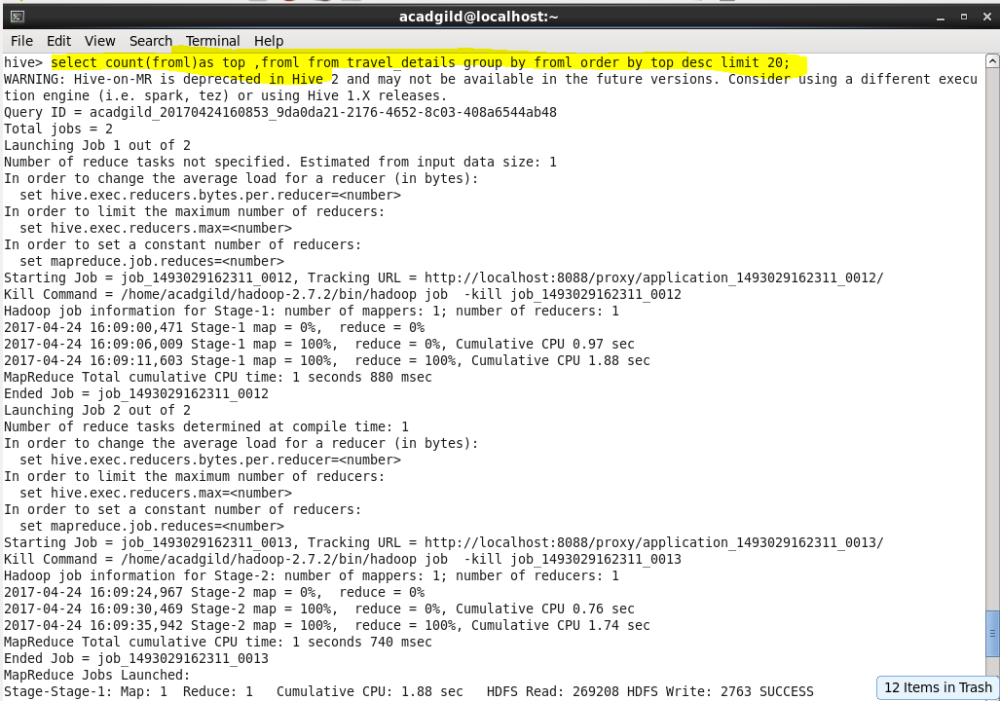 acadgild@localhost:~
File Edit View Search Terminal Help
hive> select count(froml)as top ,froml from travel_details group by froml order by top desc limit 20;
WARNING: Hive-on-MR is deprecated in Hive 2 and may not be available in the future versions. Consider using a different execu
tion engine (i.e. spark, tez) or using Hive 1.X releases.
Query ID = acadgild_20170424160853_9da0da21-2176-4652-8c03-408a6544ab48
Total jobs = 2
Launching Job 1 out of 2
Number of reduce tasks not specified. Estimated from input data size: 1
In order to change the average load for a reducer (in bytes):
  set hive.exec.reducers.bytes.per.reducer=<number>
In order to limit the maximum number of reducers:
  set hive.exec.reducers.max=<number>
In order to set a constant number of reducers:
  set mapreduce.job.reduces=<number>
Starting Job = job_1493029162311_0012, Tracking URL = http://localhost:8088/proxy/application_1493029162311_0012/
Kill Command = /home/acadgild/hadoop-2.7.2/bin/hadoop job  -kill job_1493029162311_0012
Hadoop job information for Stage-1: number of mappers: 1; number of reducers: 1
2017-04-24 16:09:00,471 Stage-1 map = 0%,  reduce = 0%
2017-04-24 16:09:06,009 Stage-1 map = 100%,  reduce = 0%, Cumulative CPU 0.97 sec
2017-04-24 16:09:11,603 Stage-1 map = 100%,  reduce = 100%, Cumulative CPU 1.88 sec
MapReduce Total cumulative CPU time: 1 seconds 880 msec
Ended Job = job_1493029162311_0012
Launching Job 2 out of 2
Number of reduce tasks determined at compile time: 1
In order to change the average load for a reducer (in bytes):
  set hive.exec.reducers.bytes.per.reducer=<number>
In order to limit the maximum number of reducers:
  set hive.exec.reducers.max=<number>
In order to set a constant number of reducers:
  set mapreduce.job.reduces=<number>
Starting Job = job_1493029162311_0013, Tracking URL = http://localhost:8088/proxy/application_1493029162311_0013/
Kill Command = /home/acadgild/hadoop-2.7.2/bin/hadoop job  -kill job_1493029162311_0013
Hadoop job information for Stage-2: number of mappers: 1; number of reducers: 1
2017-04-24 16:09:24,967 Stage-2 map = 0%,  reduce = 0%
2017-04-24 16:09:30,469 Stage-2 map = 100%,  reduce = 0%, Cumulative CPU 0.76 sec
2017-04-24 16:09:35,942 Stage-2 map = 100%,  reduce = 100%, Cumulative CPU 1.74 sec
MapReduce Total cumulative CPU time: 1 seconds 740 msec
Ended Job = job_1493029162311_0013
MapReduce Jobs Launched:
Stage-Stage-1: Map: 1  Reduce: 1   Cumulative CPU: 1.88 sec   HDFS Read: 269208 HDFS Write: 2763 SUCCESS
12 Items in Trash